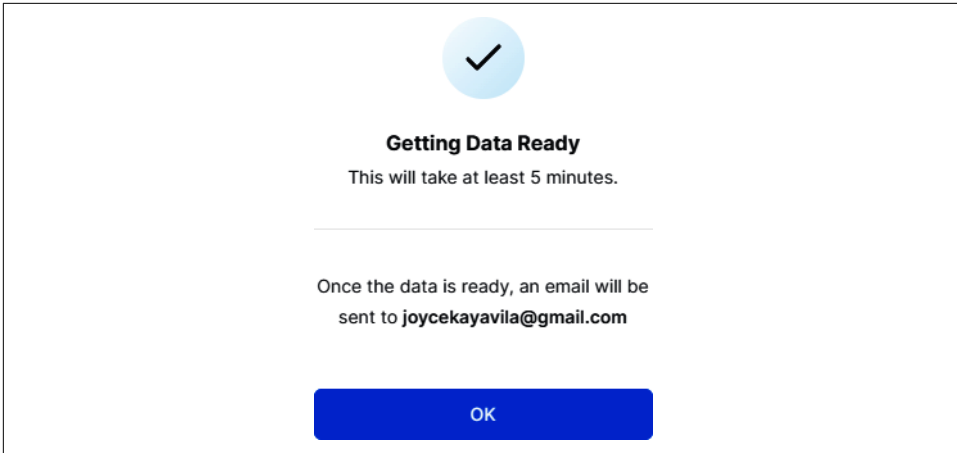 Getting Data Ready
This will take at least 5 minutes.
Once the data is ready, an email will be
sent to joycekayavila@gmail.com
OK